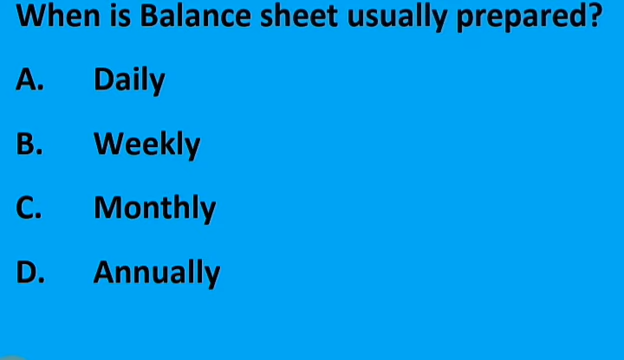 When is Balance sheet usually prepared?
A. Daily
B. Weekly
C. Monthly
D. Annually